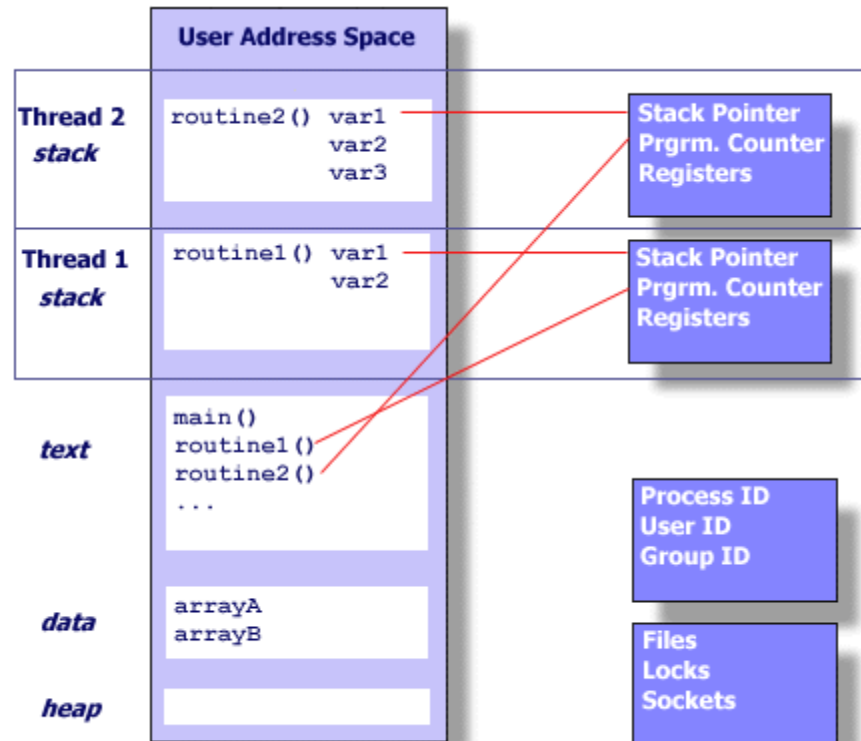 User Address Space
Thread 2
stack
routine2() var1
var2
var3
Stack Pointer
Prgrm. Counter
Registers
Thread 1
stack
routine1() var1
var2
Stack Pointer
Prgrm. Counter
Registers
text
main()
routine1()
routine2()
...
Process ID
User ID
Group ID
data
arrayA
arrayB
Files
Locks
Sockets
heap